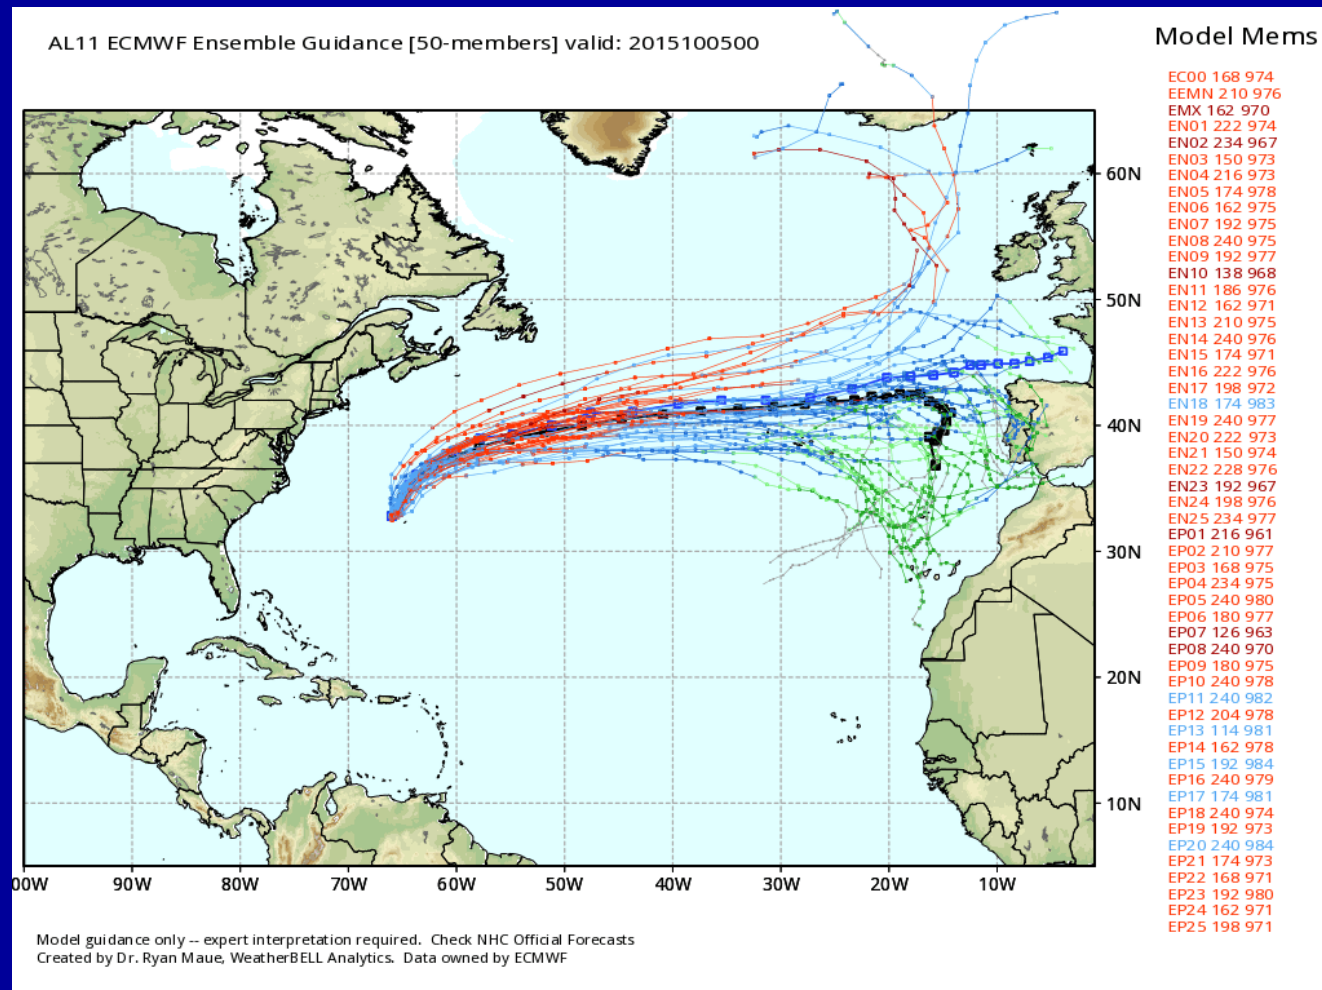 AL11 ECMWF Ensemble Guidance [50-members] valid: 2015100500
Model Mems
EC00 168 974
EEMN 210 976
EMX 162 970
EN01 222 974
EN02 234 967
EN03 150 973
EN04 216 973
EN05 174 978
EN06 162 975
EN07 192 975
EN08 240 975
EN09 192 977
EN10 138 968
EN11 186 976
EN12 162 971
EN13 210 975
EN14 240 976
EN15 174 971
EN16 222 976
EN17 198 972
EN18 174 983
EN19 240 977
EN20 222 973
EN21 150 974
EN22 228 976
EN23 192 967
EN24 198 976
EN25 234 977
EP01 216 961
EP02 210 977
EP03 168 975
EP04 234 975
EP05 240 980
EP06 180 977
EP07 126 963
EP08 240 970
EP09 180 975
EP10 240 978
EP11 240 982
EP12 204 978
EP13 114 981
EP14 162 978
EP15 192 984
EP16 240 979
EP17 174 981
EP18 240 974
EP19 192 973
EP20 240 984
EP21 174 973
EP22 168 971
EP23 192 980
EP24 162 971
EP25 198 971
60N
50N
40N
30N
20N
10N
00W 90W 80W 70W 60W 50W 40W 30W 20W 10W
Model guidance only -- expert interpretation required. Check NHC Official Forecasts
Created by Dr. Ryan Maue, WeatherBELL Analytics. Data owned by ECMWF